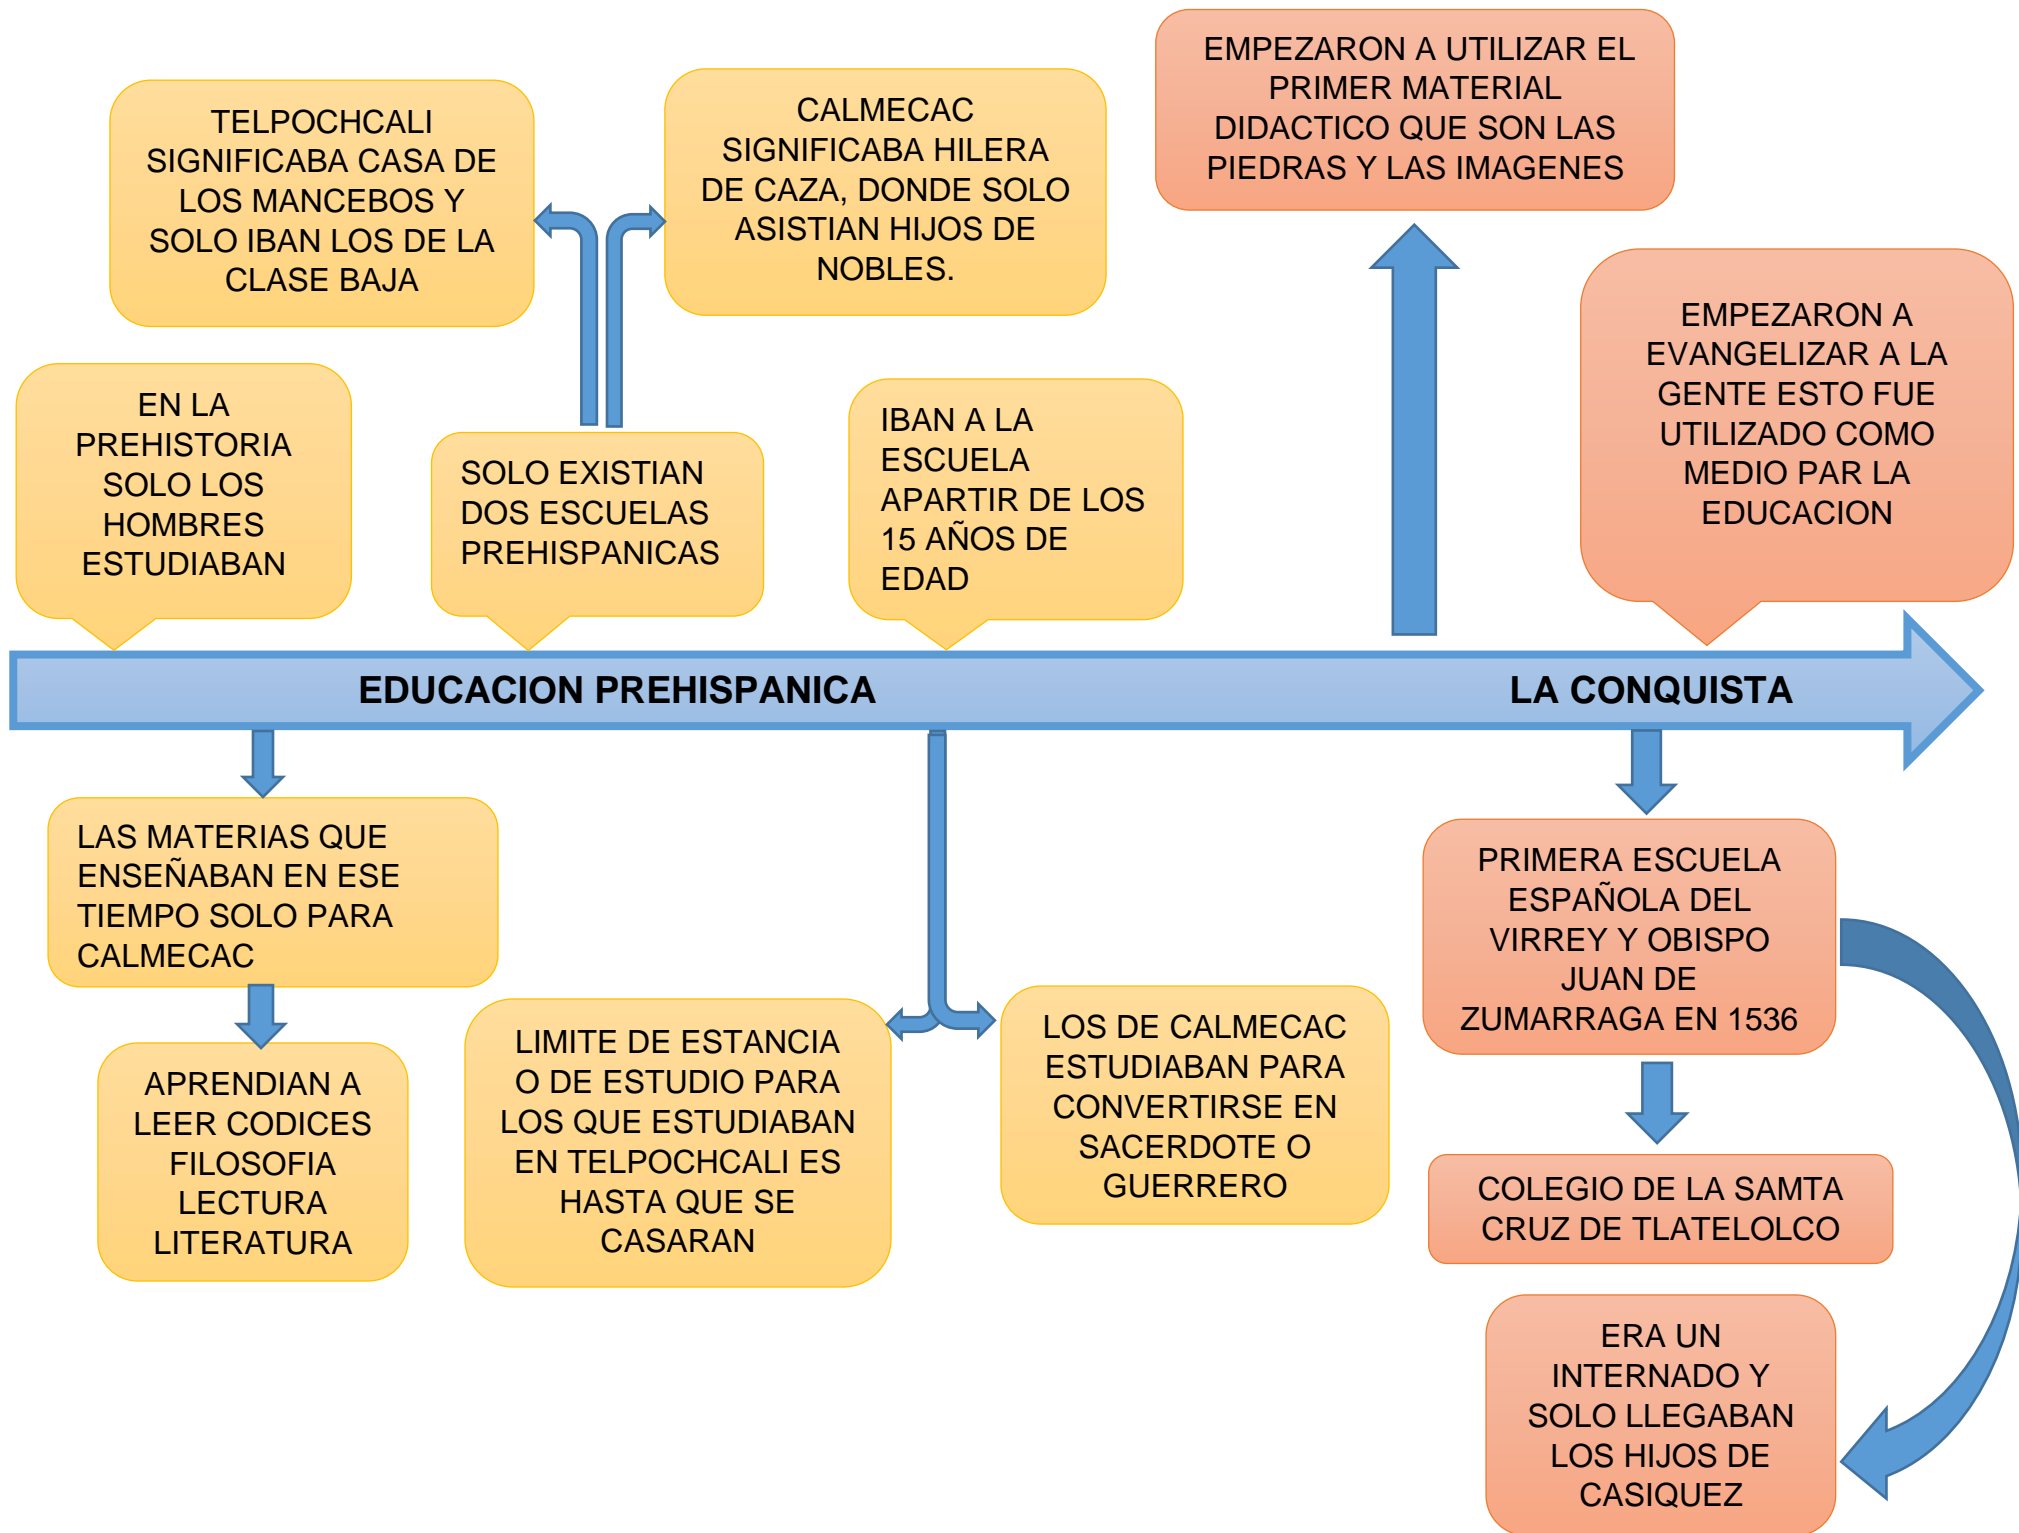 TELPOCHCALI
SIGNIFICABA CASA DE
LOS MANCEBOS Y
SOLO IBAN LOS DE LA
CLASE BAJA
CALMECAC
SIGNIFICABA HILERA
DE CAZA, DONDE SOLO
ASISTIAN HIJOS DE
NOBLES.
EMPEZARON A UTILIZAR EL
PRIMER MATERIAL
DIDACTICO QUE SON LAS
PIEDRAS Y LAS IMAGENES
EN LA
PREHISTORIA
SOLO LOS
HOMBRES
ESTUDIABAN
SOLO EXISTIAN
DOS ESCUELAS
PREHISPANICAS
IBAN A LA
ESCUELA
APARTIR DE LOS
15 AÑOS DE
EDAD
EMPEZARON A
EVANGELIZAR A LA
GENTE ESTO FUE
UTILIZADO COMO
MEDIO PAR LA
EDUCACION
EDUCACION PREHISPANICA
LA CONQUISTA
LAS MATERIAS QUE
ENSEÑABAN EN ESE
TIEMPO SOLO PARA
CALMECAC
APRENDIAN A
LEER CODICES
FILOSOFIA
LECTURA
LITERATURA
LIMITE DE ESTANCIA
O DE ESTUDIO PARA
LOS QUE ESTUDIABAN
EN TELPOCHCALI ES
HASTA QUE SE
CASARAN
LOS DE CALMECAC
ESTUDIABAN PARA
CONVERTIRSE EN
SACERDOTE O
GUERRERO
PRIMERA ESCUELA
ESPAÑOLA DEL
VIRREY Y OBISPO
JUAN DE
ZUMARRAGA EN 1536
COLEGIO DE LA SAMTA
CRUZ DE TLATELOLCO
ERA UN
INTERNADO Y
SOLO LLEGABAN
LOS HIJOS DE
CASIQUEZ